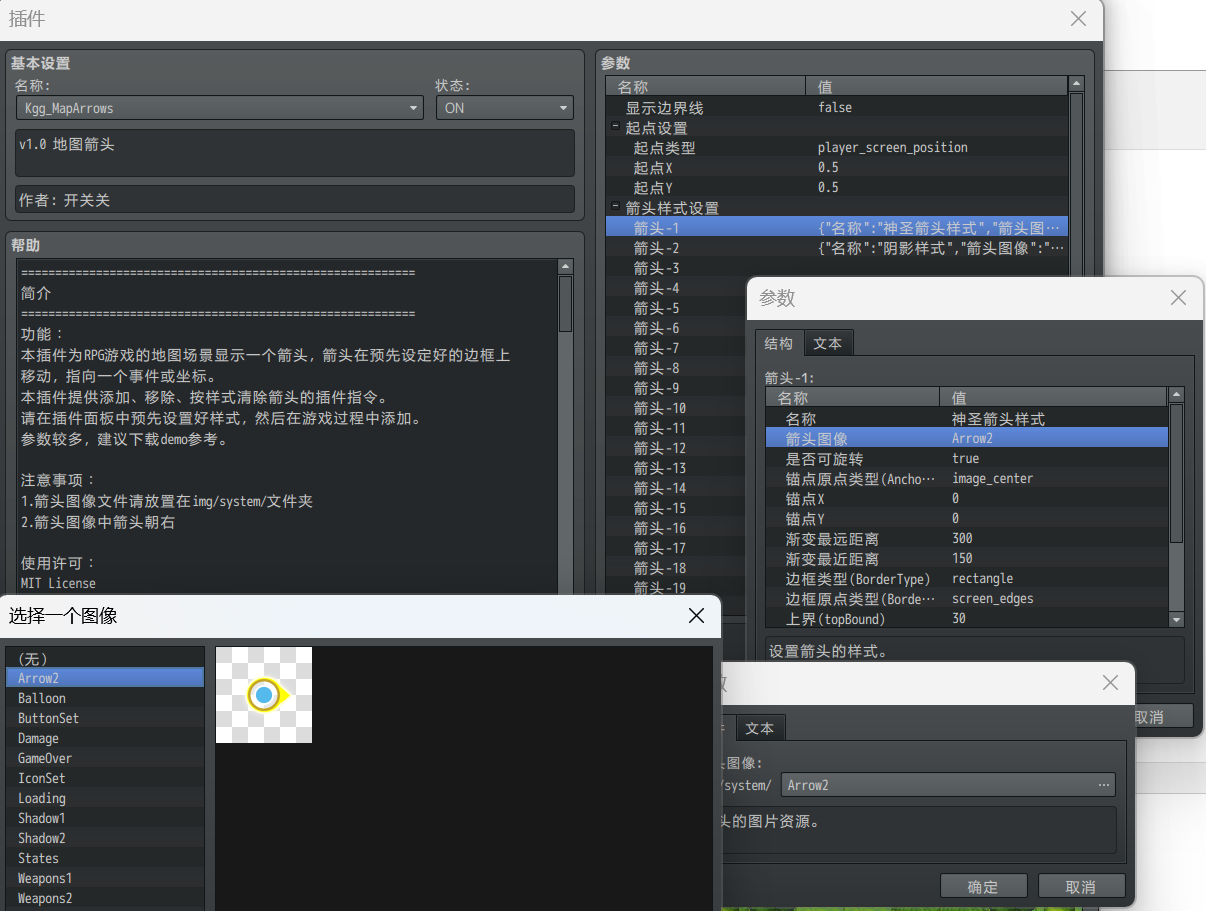 插件
基本设置
名称:
Kgg_MapArrows
状态:
ON
v1.0 地图箭头
作者: 开关关
帮助
=========================================================
简介
=========================================================
功能：
本插件为RPG游戏的地图场景显示一个箭头，箭头在预先设定好的边框上
移动，指向一个事件或坐标。
本插件提供添加、移除、按样式清除箭头的插件指令。
请在插件面板中预先设置好样式，然后在游戏过程中添加。
参数较多，建议下载demo参考。
注意事项：
1.箭头图像文件请放置在img/system/文件夹
2.箭头图像中箭头朝右
使用许可：
MIT License
参数
名称 值
显示边界线 false
起点设置
起点类型 player_screen_position
起点X 0.5
起点Y 0.5
箭头样式设置
箭头-1 {"名称":"神圣箭头样式","箭头图…
箭头-2 {"名称":"阴影样式","箭头图像":"…
箭头-3
箭头-4
箭头-5
箭头-6
箭头-7
箭头-8
箭头-9
箭头-10
箭头-11
箭头-12
箭头-13
箭头-14
箭头-15
箭头-16
箭头-17
箭头-18
箭头-19
参数
结构 文本
箭头-1:
名称 值
名称 神圣箭头样式
箭头图像 Arrow2
是否可旋转 true
锚点原点类型(Ancho… image_center
锚点X 0
锚点Y 0
渐变最远距离 300
渐变最近距离 150
边框类型(BorderType) rectangle
边框原点类型(Borde… screen_edges
上界(topBound) 30
设置箭头的样式。
取消
选择一个图像
(无)
Arrow2
Balloon
ButtonSet
Damage
GameOver
IconSet
Loading
Shadow1
Shadow2
States
Weapons1
Weapons2
文本
图像:
/system/ Arrow2 …
头的图片资源。
确定 取消